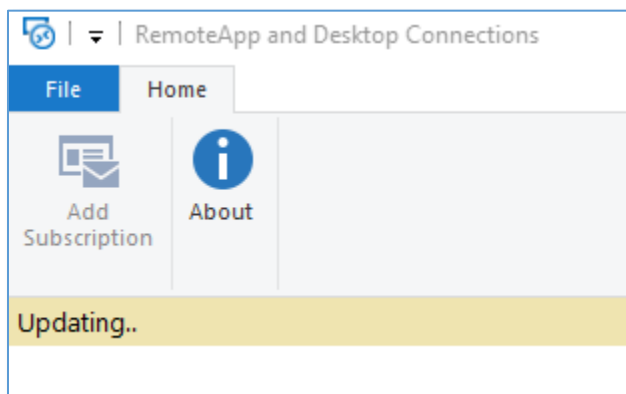 RemoteApp and Desktop Connections
File
Home
Add
Subscription
About
Updating..